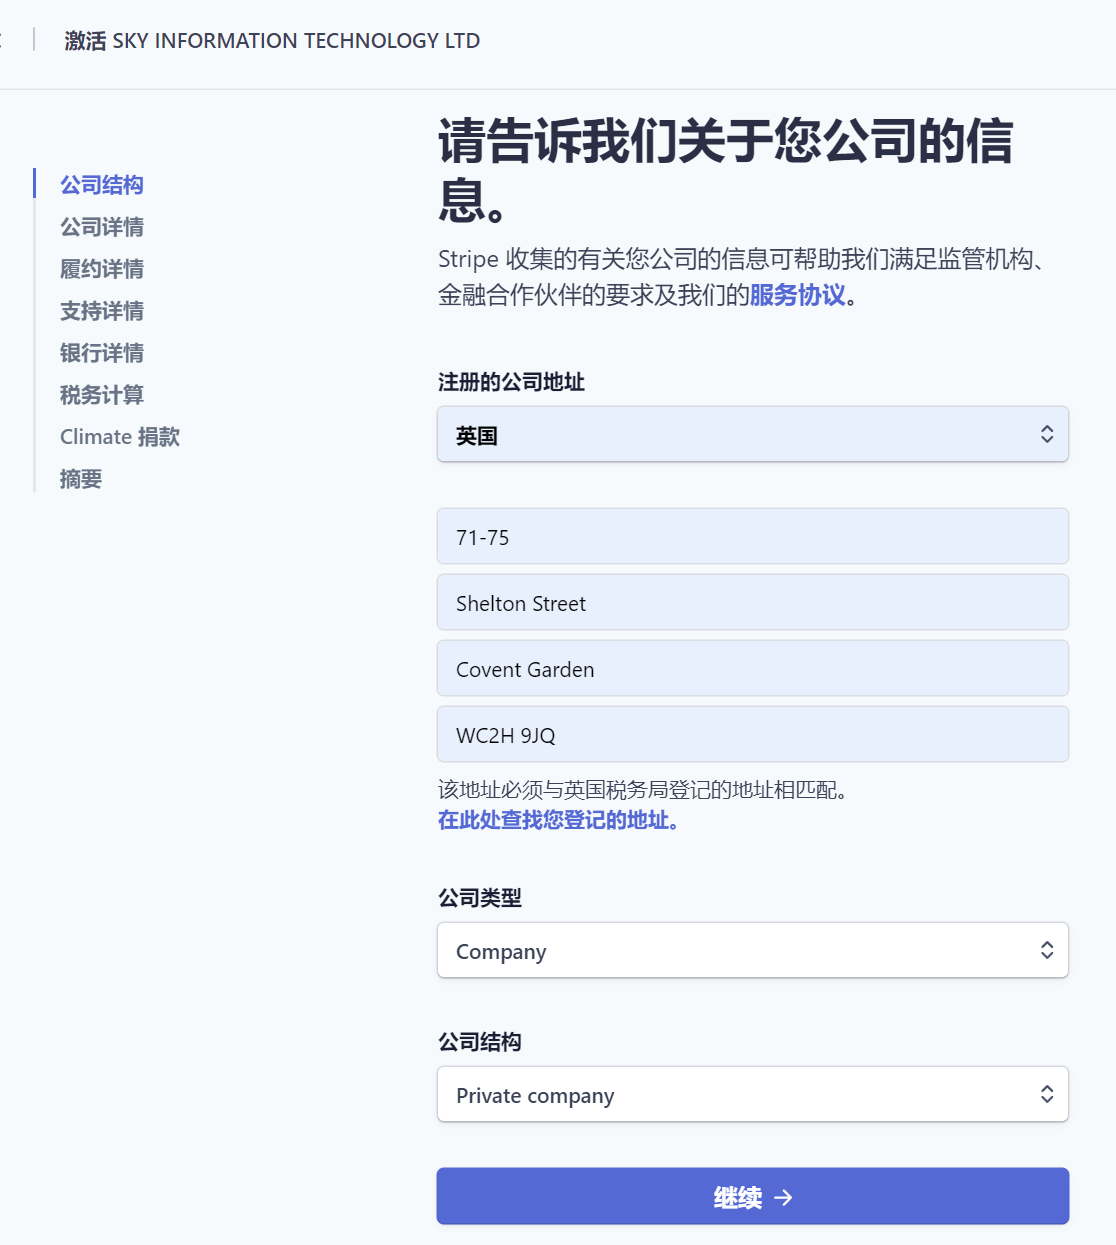 激活 SKY INFORMATION TECHNOLOGY LTD
公司结构
公司详情
履约详情
支持详情
银行详情
税务计算
Climate 捐款
摘要
请告诉我们关于您公司的信
息。
Stripe 收集的有关您公司的信息可帮助我们满足监管机构、
金融合作伙伴的要求及我们的服务协议。
注册的公司地址
英国
71-75
Shelton Street
Covent Garden
WC2H 9JQ
该地址必须与英国税务局登记的地址相匹配。
在此处查找您登记的地址。
公司类型
Company
公司结构
Private company
继续 →